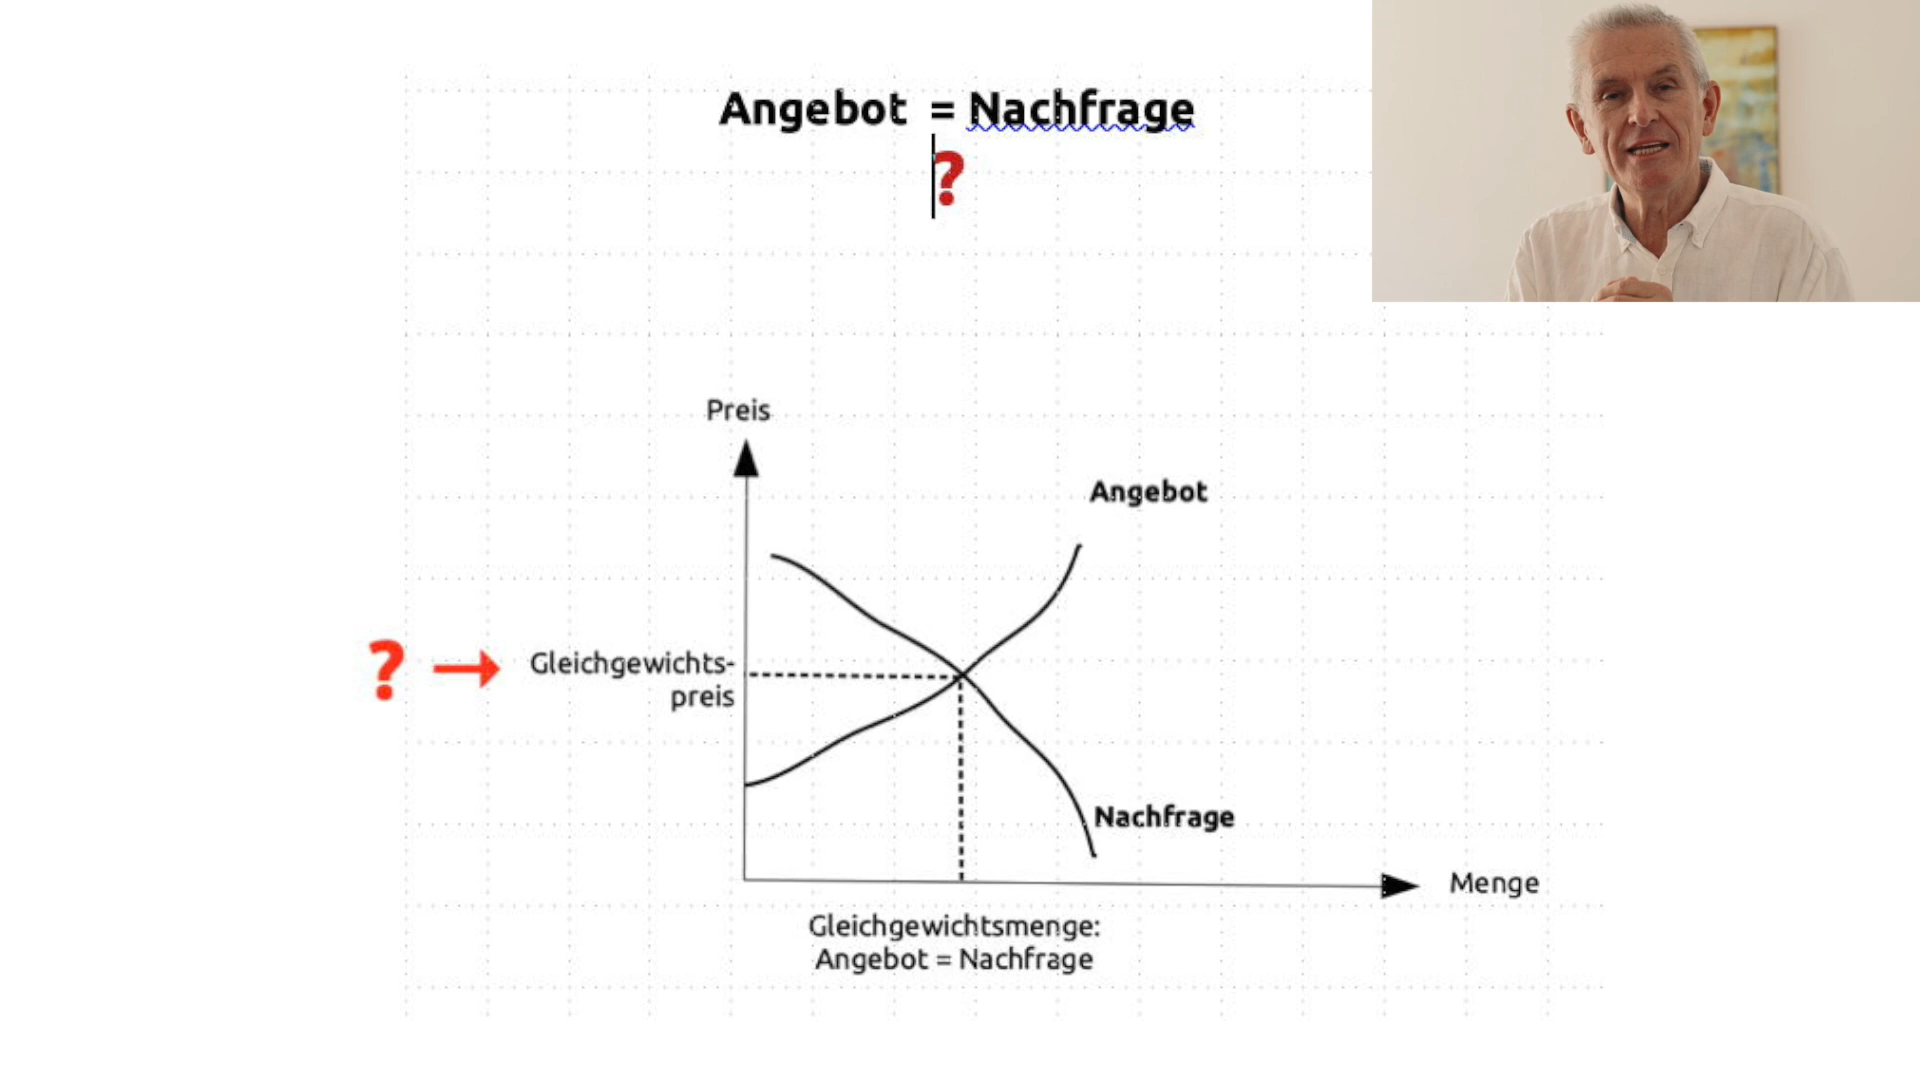 Angebot = Nachfrage
?
Preis
Angebot
? Gleichgewichts-
preis
Nachfrage
Menge
Gleichgewichtsmenge:
Angebot = Nachfrage